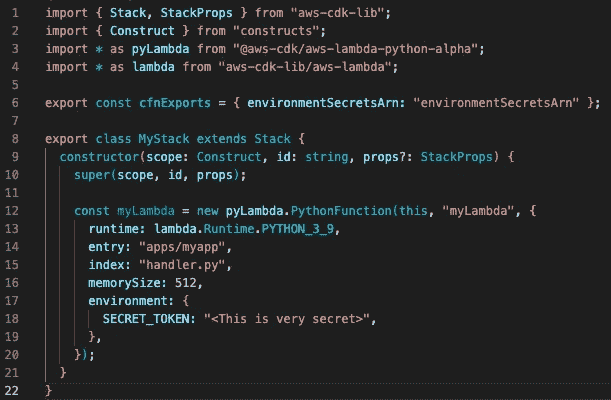 1 import { Stack, StackProps } from "aws-cdk-lib";
2 import { Construct } from "constructs";
3 import * as pyLambda from "@aws-cdk/aws-lambda-python-alpha";
4 import * as lambda from "aws-cdk-lib/aws-lambda";
5
6 export const cfnExports = { environmentSecretsArn: "environmentSecretsArn" };
7
8 export class MyStack extends Stack {
9   constructor(scope: Construct, id: string, props?: StackProps) {
10     super(scope, id, props);
11
12     const myLambda = new pyLambda.PythonFunction(this, "myLambda", {
13       runtime: lambda.Runtime.PYTHON_3_9,
14       entry: "apps/myapp",
15       index: "handler.py",
16       memorySize: 512,
17       environment: {
18         SECRET_TOKEN: "<This is very secret>",
19       },
20     });
21   }
22 }